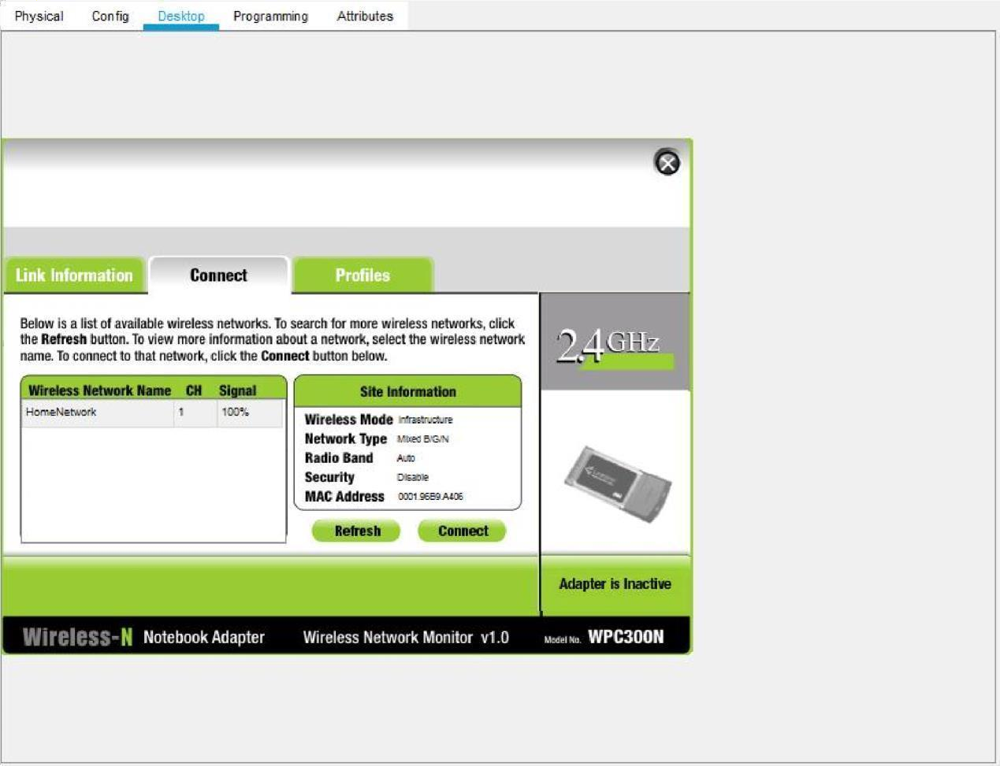 Physical Config Desktop Programming Attributes
Link Information Connect Profiles
Below is a list of available wireless networks. To search for more wireless networks, click
the Refresh button. To view more information about a network, select the wireless network
name. To connect to that network, click the Connect button below.
2.4GHz
Wireless Network Name CH Signal
HomeNetwork 1 100%
Site Information
Wireless Mode Infrastructure
Network Type Mixed B/G/N
Radio Band Auto
Security Disable
MAC Address 0001.96B9.A406
Refresh Connect
Adapter is Inactive
Wireless-N Notebook Adapter Wireless Network Monitor v1.0 Model No. WPC300N